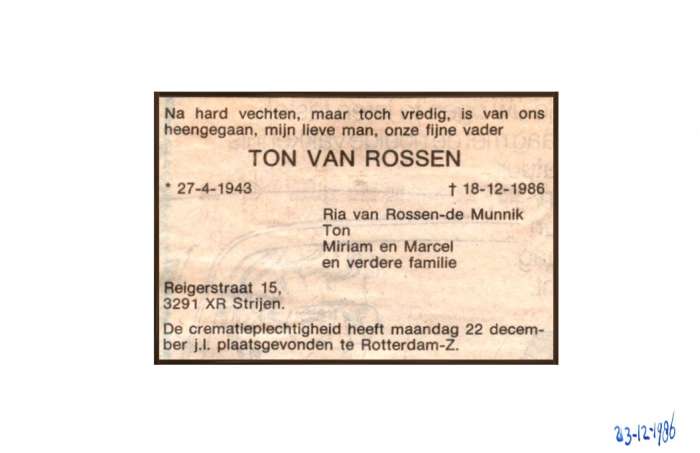 Na hard vechten, maar toch vredig, is van ons
heengegaan, mijn lieve man, onze fijne vader
TON VAN ROSSEN
* 27-4-1943 † 18-12-1986
Ria van Rossen-de Munnik
Ton
Miriam en Marcel
en verdere familie
Reigerstraat 15,
3291 XR Strijen.
De crematieplechtigheid heeft maandag 22 decem-
ber j.l. plaatsgevonden te Rotterdam-Z.
23-12-1986